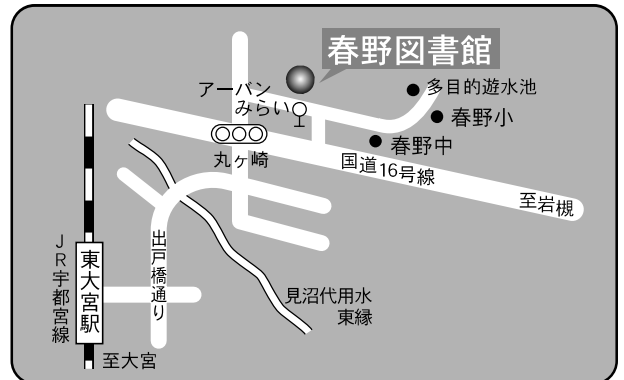 春野図書館
アーバン
みらい
多目的遊水池
春野小
春野中
丸ヶ崎
国道16号線
至岩槻
出戸橋通り
JR宇都宮線
東大宮駅
見沼代用水
東縁
至大宮